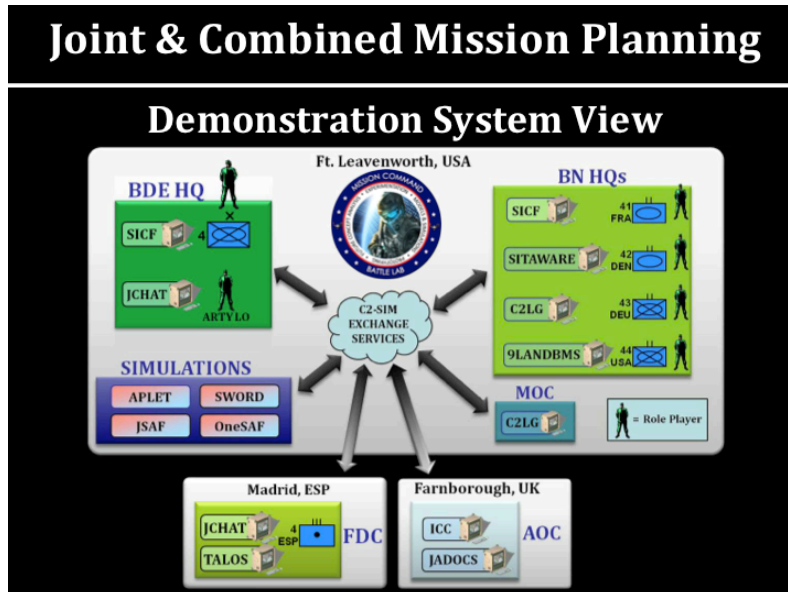 Joint & Combined Mission Planning
Demonstration System View
Ft. Leavenworth, USA
BDE HQ
SICF
4
JCHAT
ARTY LO
MISSION COMMAND
BATTLE LAB
BN HQs
SICF
41
FRA
SITAWARE
42
DEN
C2LG
43
DEU
9LANDBMS
44
USA
C2-SIM
EXCHANGE
SERVICES
SIMULATIONS
APLET
SWORD
JSAF
OneSAF
MOC
C2LG
= Role Player
Madrid, ESP
JCHAT
4
ESP
TALOS
FDC
Farnborough, UK
ICC
JADOCS
AOC